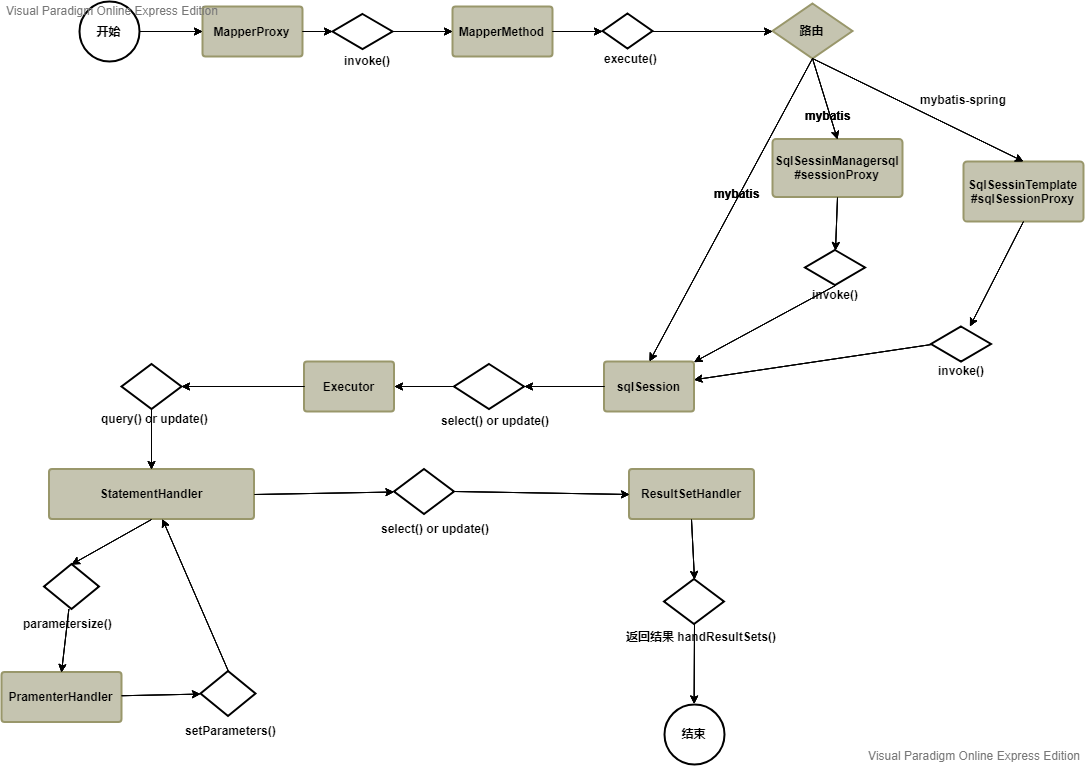 Visual Paradigm Online Express Edition
开始
MapperProxy
invoke()
MapperMethod
execute()
路由
mybatis-spring
mybatis
SqlSessinManagersql
#sessionProxy
SqlSessinTemplate
#sqlSessionProxy
mybatis
invoke()
invoke()
sqlSession
select() or update()
Executor
query() or update()
StatementHandler
select() or update()
ResultSetHandler
parametersize()
返回结果 handResultSets()
PramenterHandler
setParameters()
结束
Visual Paradigm Online Express Edition